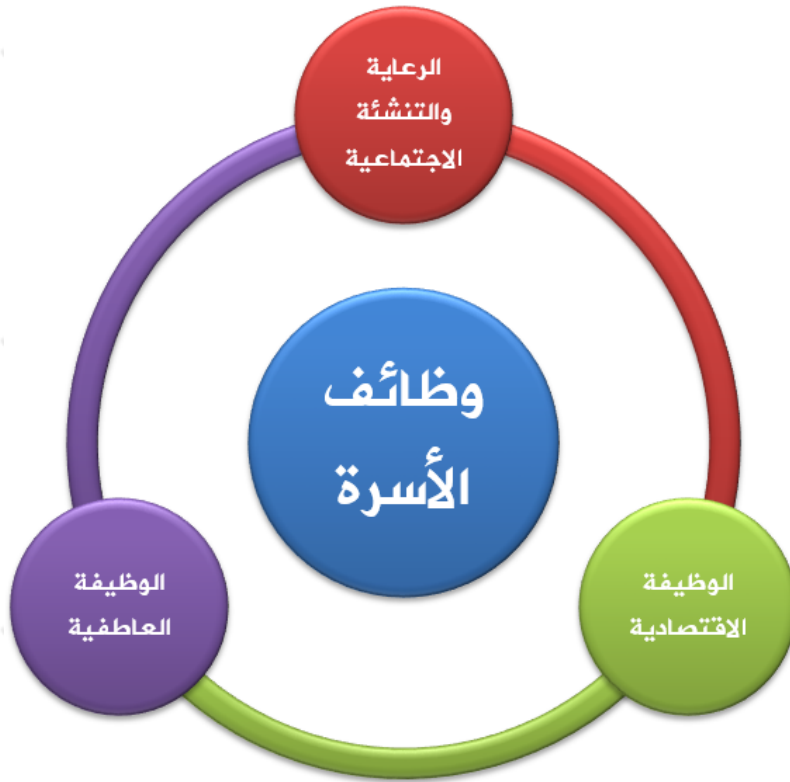 الرعاية
والتنشئة
الاجتماعية
وظائف
الأسرة
الوظيفة
الاقتصادية
الوظيفة
العاطفية